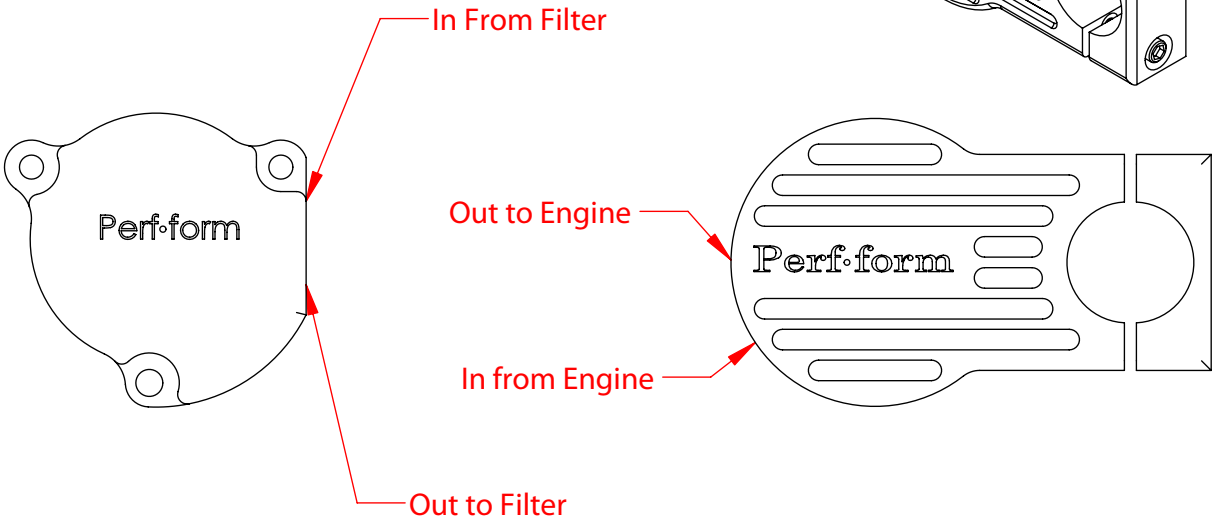 In From Filter
Perf·form
Out to Engine
Perf·form
In from Engine
Out to Filter